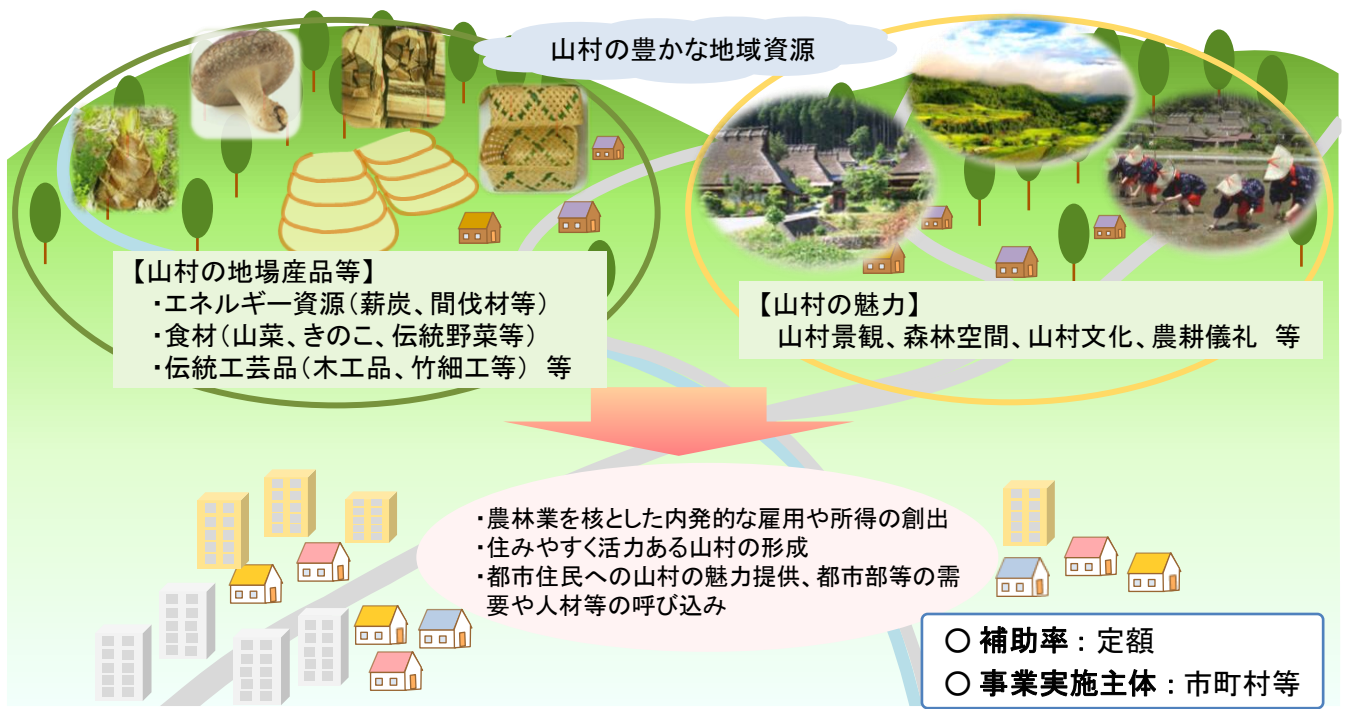 山村の豊かな地域資源
【山村の地場産品等】
・エネルギー資源(薪炭、間伐材等)
・食材(山菜、きのこ、伝統野菜等)
・伝統工芸品(木工品、竹細工等) 等
【山村の魅力】
山村景観、森林空間、山村文化、農耕儀礼 等
・農林業を核とした内発的な雇用や所得の創出
・住みやすく活力ある山村の形成
・都市住民への山村の魅力提供、都市部等の需
要や人材等の呼び込み
○ 補助率:定額
○ 事業実施主体:市町村等